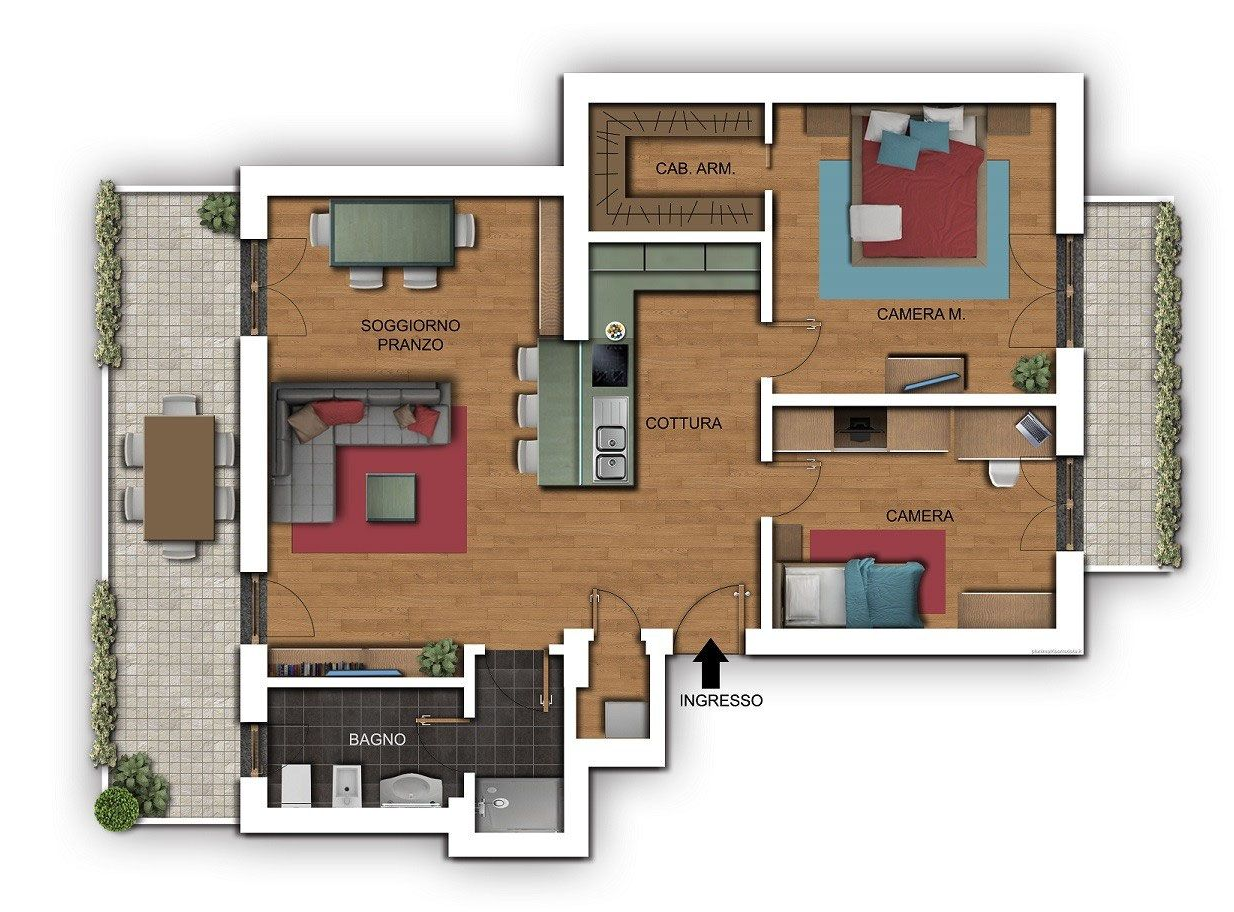 CAB. ARM.
CAMERA M.
SOGGIORNO
PRANZO
COTTURA
CAMERA
INGRESSO
BAGNO